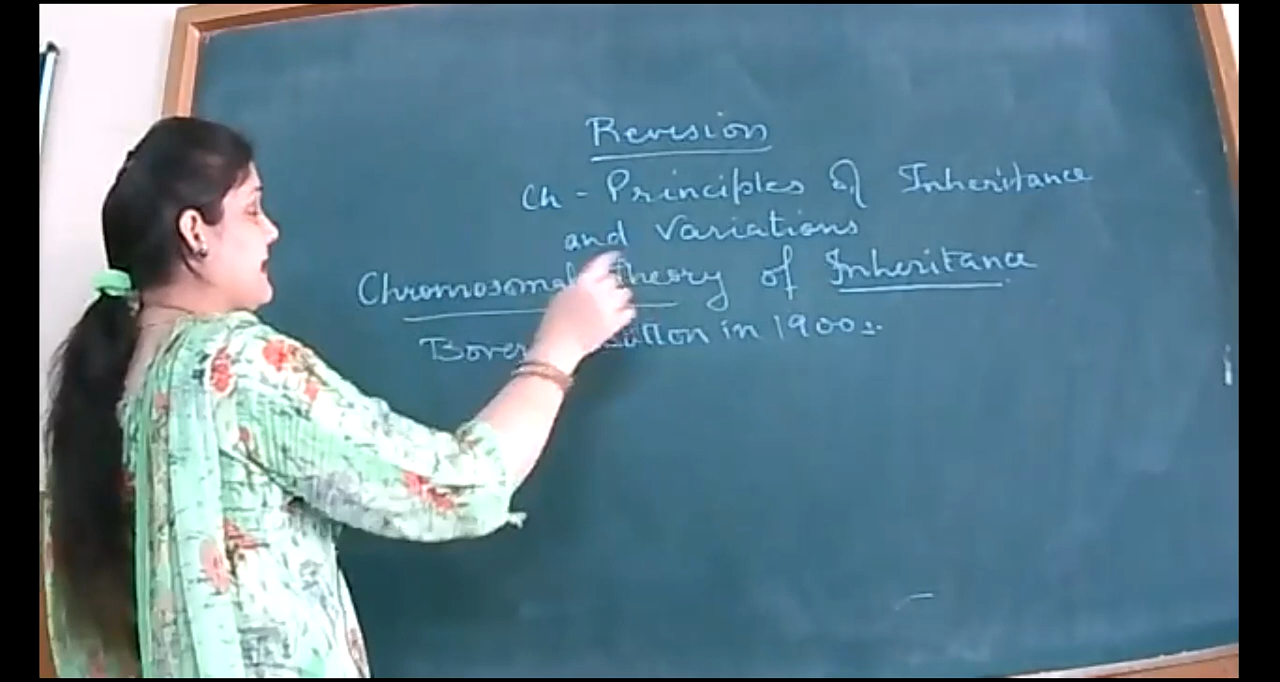 Revision
Ch - Principles of Inheritance
and Variations
Chromosomal Theory of Inheritance
in 1900s.